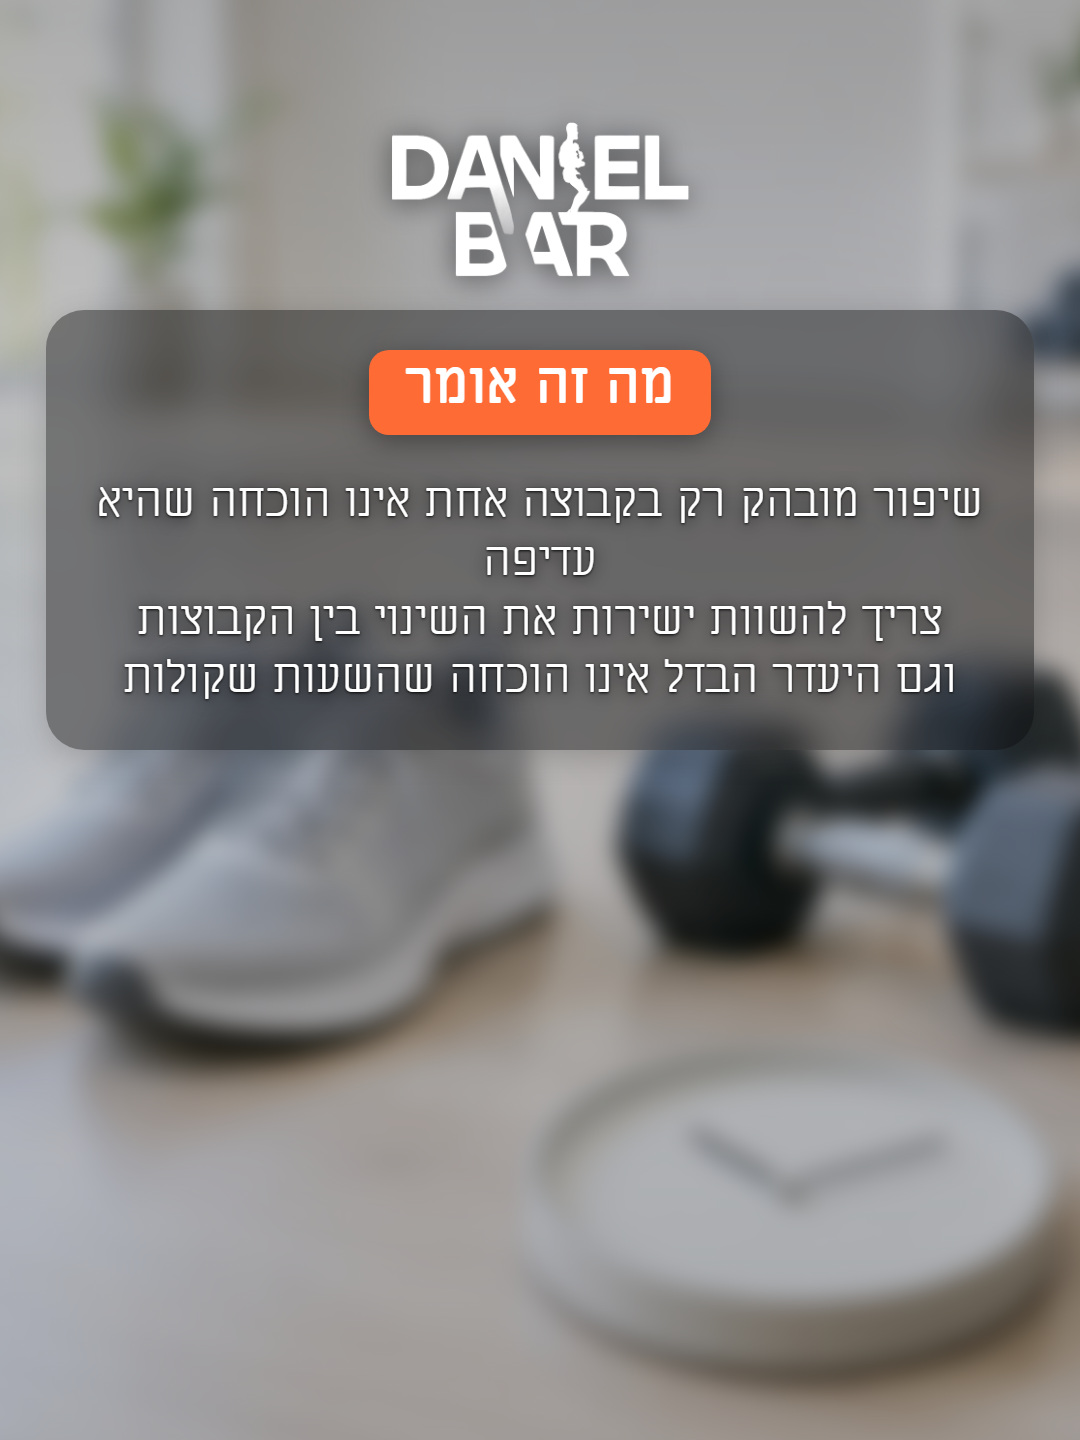 DANIEL
BAR
מה זה אומר
שיפור מובהק רק בקבוצה אחת אינו הוכחה שהיא
עדיפה
צריך להשוות ישירות את השינוי בין הקבוצות
וגם היעדר הבדל אינו הוכחה שהשעות שקולות